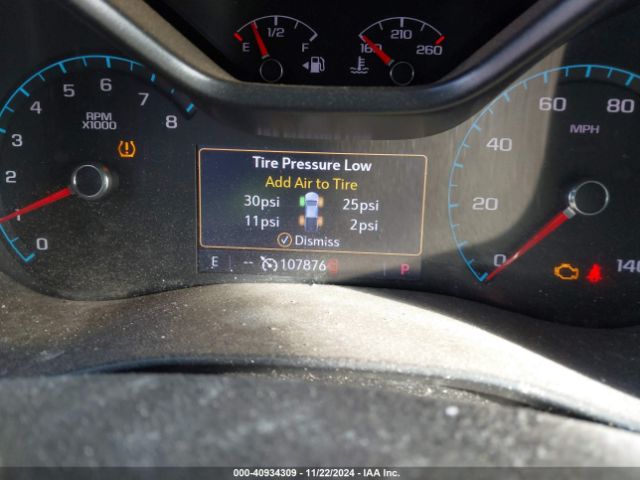 E 1/2 F
160 210 260
0 1 2 3 4 5 6 7 8
RPM
X1000
Tire Pressure Low
Add Air to Tire
30psi 25psi
11psi 2psi
Dismiss
E -- 107876 P
0 20 40 60 80 140
MPH
000-40934309 - 11/22/2024 - IAA Inc.